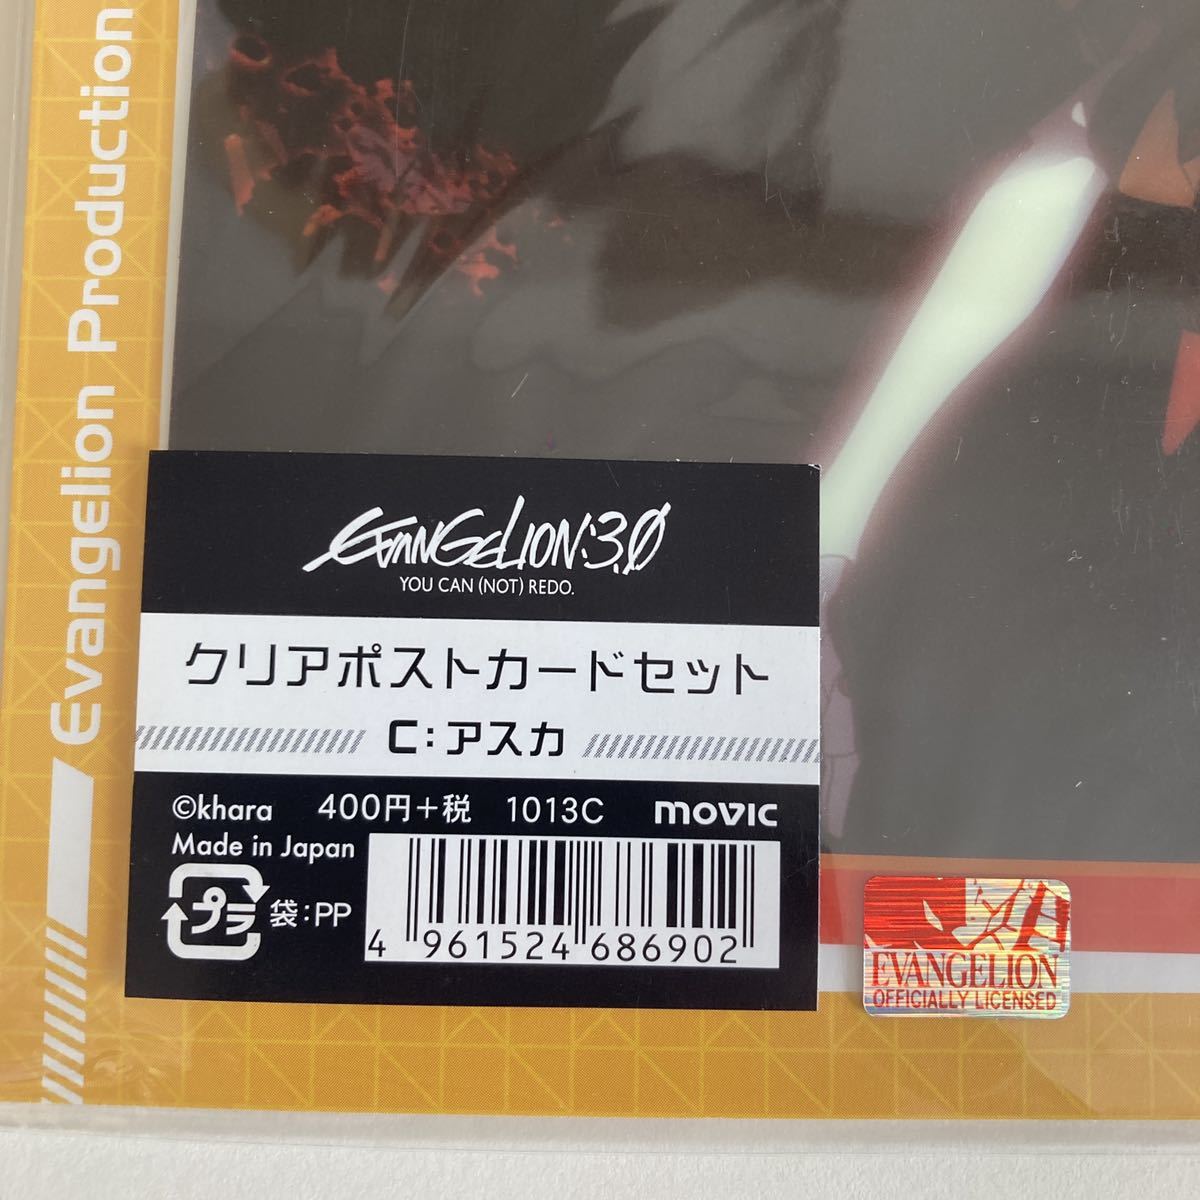 Evangelion Production
EVANGELION:3.0
YOU CAN (NOT) REDO.
クリアポストカードセット
C:アスカ
©khara 400円+税 1013C movic
Made in Japan
プラ 袋:PP
4 961524 686902
EVANGELION
OFFICIALLY LICENSED